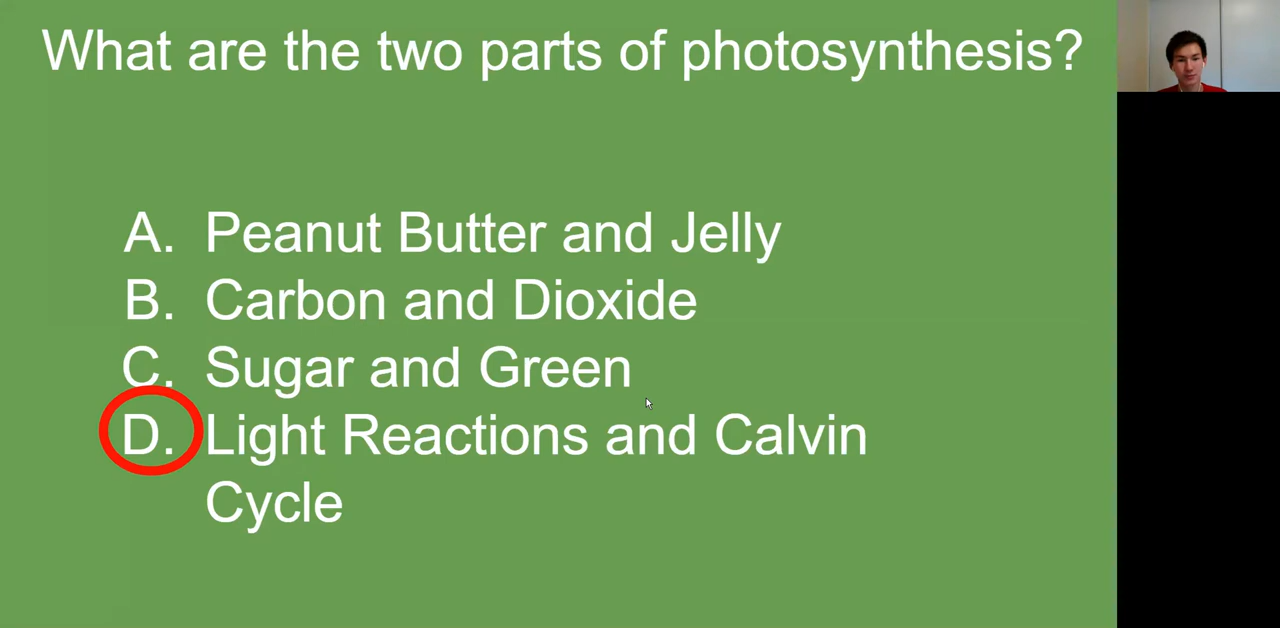 What are the two parts of photosynthesis?
A. Peanut Butter and Jelly
B. Carbon and Dioxide
C. Sugar and Green
D. Light Reactions and Calvin
Cycle